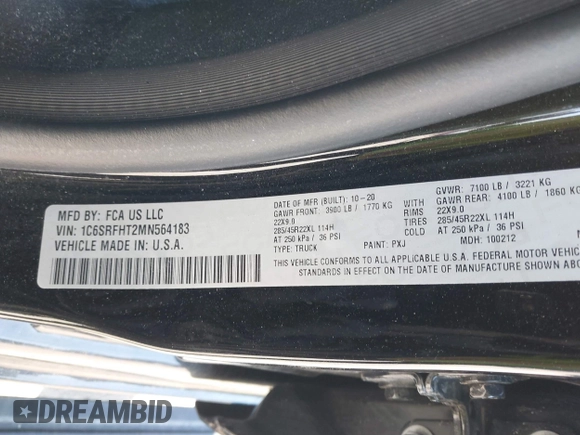 MFD BY: FCA US LLC
VIN: 1C6SRFHT2MN564183
VEHICLE MADE IN: U.S.A.
DATE OF MFR (BUILT): 10-20
GAWR FRONT: 3900 LB / 1770 KG WITH
22X9.0 RIMS
285/45R22XL 114H TIRES
AT 250 kPa / 36 PSI COLD
TYPE: TRUCK PAINT: PXJ
GVWR: 7100 LB / 3221 KG
GAWR REAR: 4100 LB / 1860 KG
22X9.0
285/45R22XL 114H
AT 250 kPa / 36 PSI
MDH: 100212
THIS VEHICLE CONFORMS TO ALL APPLICABLE U.S.A. FEDERAL MOTOR VEHICLE
STANDARDS IN EFFECT ON THE DATE OF MANUFACTURE SHOWN
DREAMBID